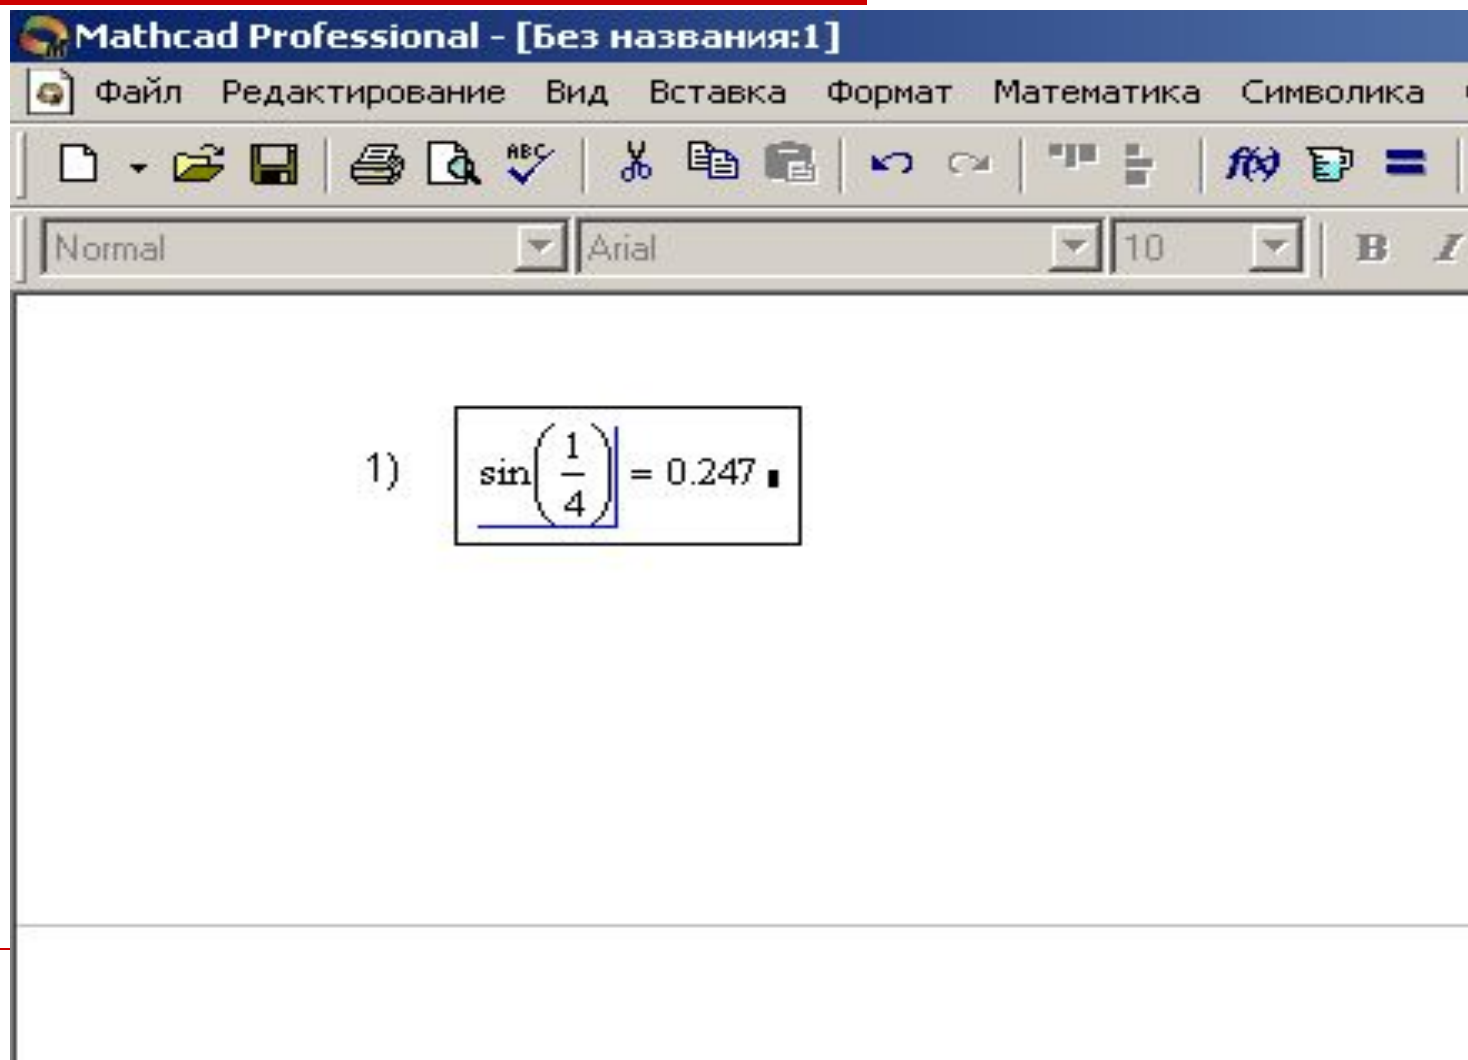 Mathcad Professional - [Без названия:1]
Файл Редактирование Вид Вставка Формат Математика Символика
ABC f(x)
Normal Arial 10 B I
1) sin(1/4) = 0.247